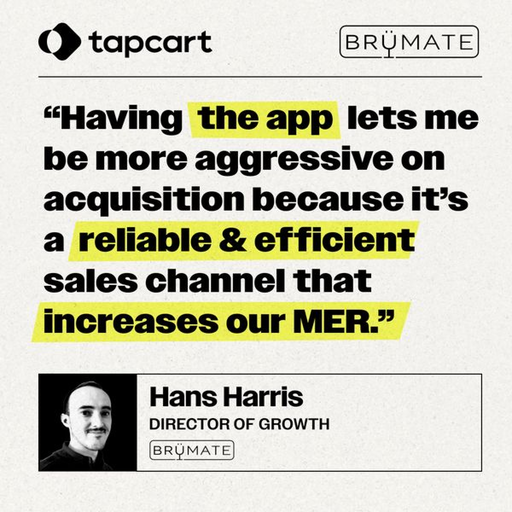 tapcart
BRÜMATE
“Having the app lets me
be more aggressive on
acquisition because it’s
a reliable & efficient
sales channel that
increases our MER.”
Hans Harris
DIRECTOR OF GROWTH
BRÜMATE